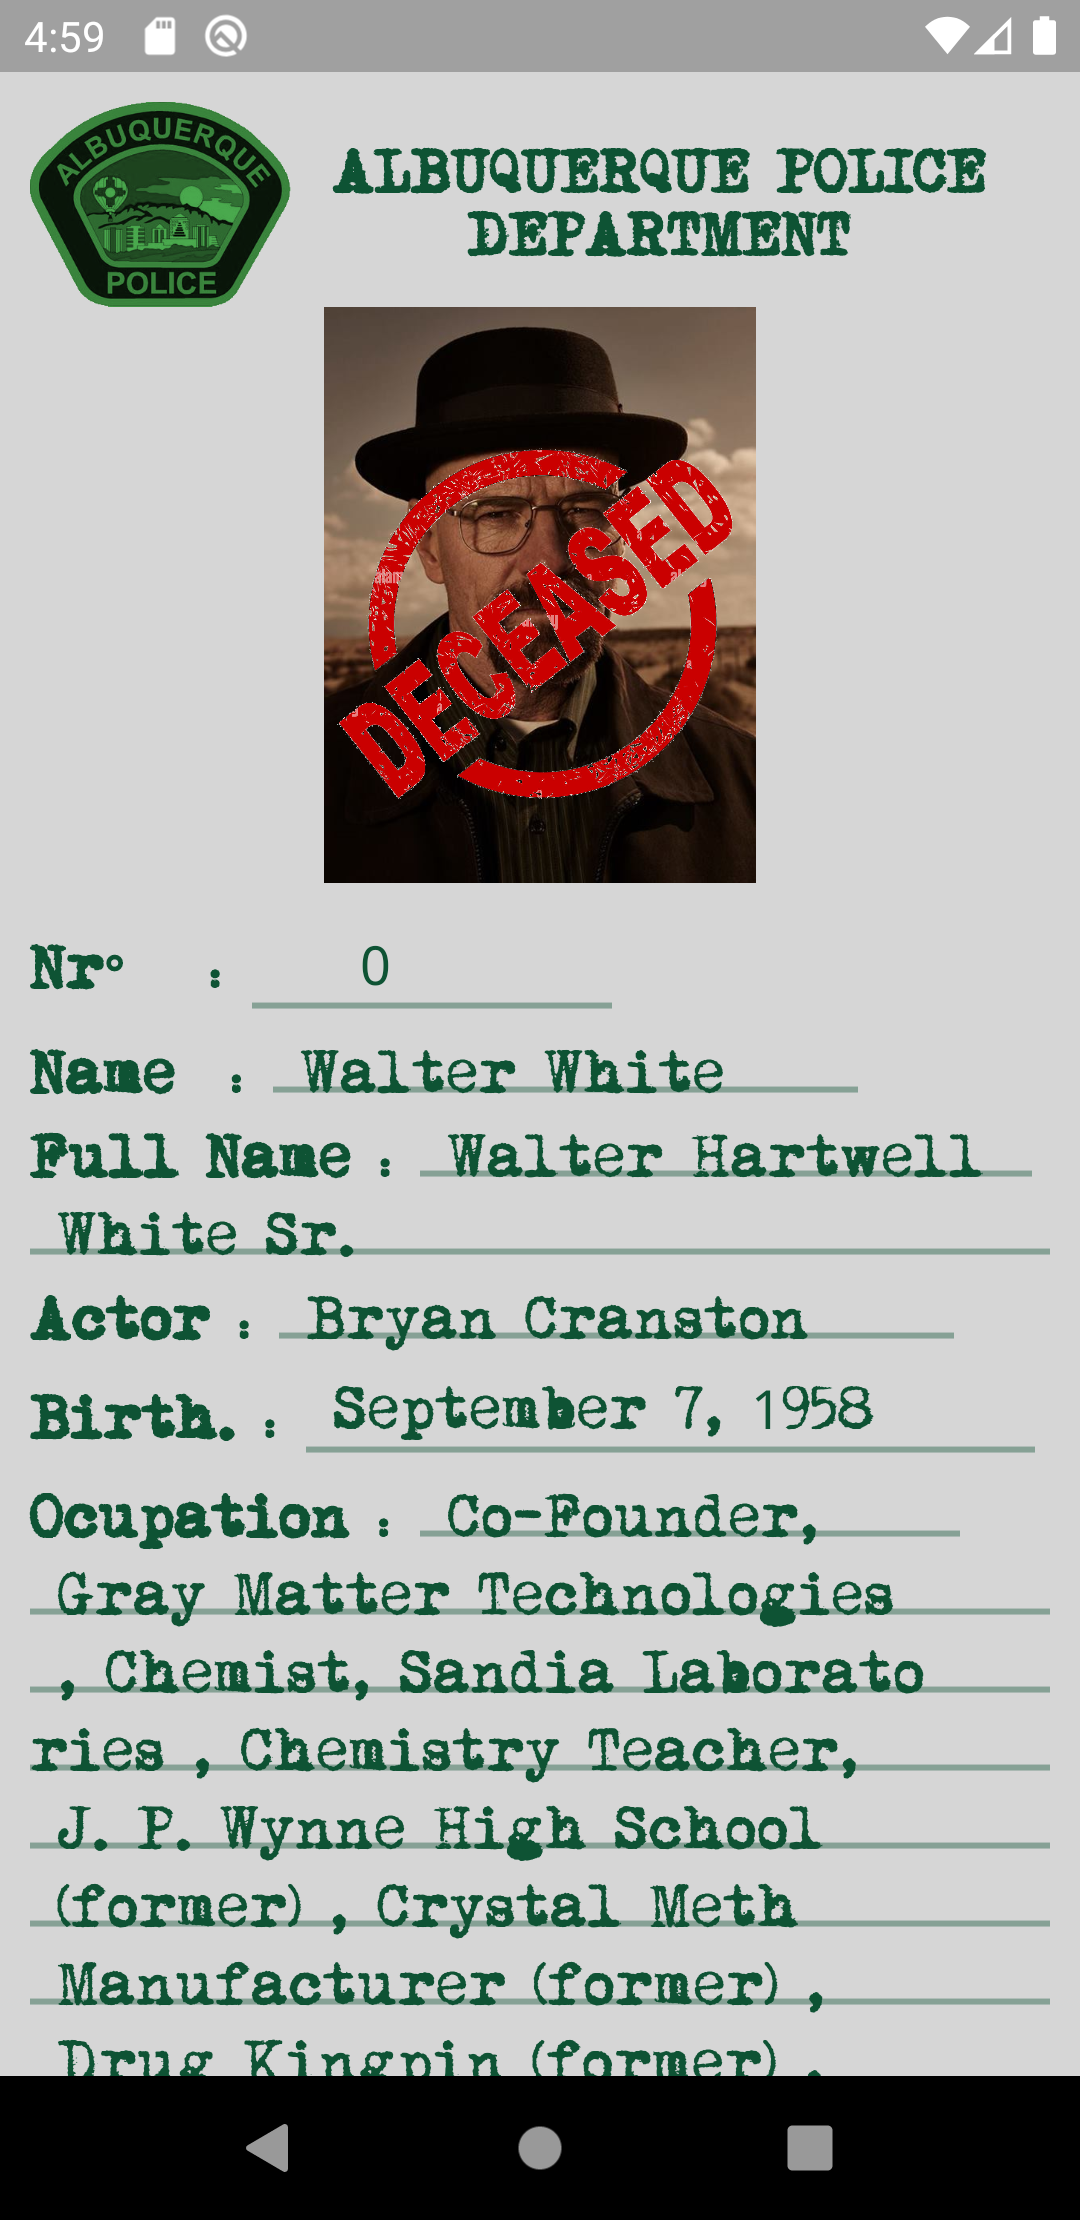 4:59
ALBUQUERQUE
POLICE
ALBUQUERQUE POLICE
DEPARTMENT
DECEASED
Nrº : 0
Name : Walter White
Full Name : Walter Hartwell
White Sr.
Actor : Bryan Cranston
Birth. : September 7, 1958
Ocupation : Co-Founder,
Gray Matter Technologies
, Chemist, Sandia Laborato
ries , Chemistry Teacher,
J. P. Wynne High School
(former) , Crystal Meth
Manufacturer (former) ,
Drug Kingpin (former) ,